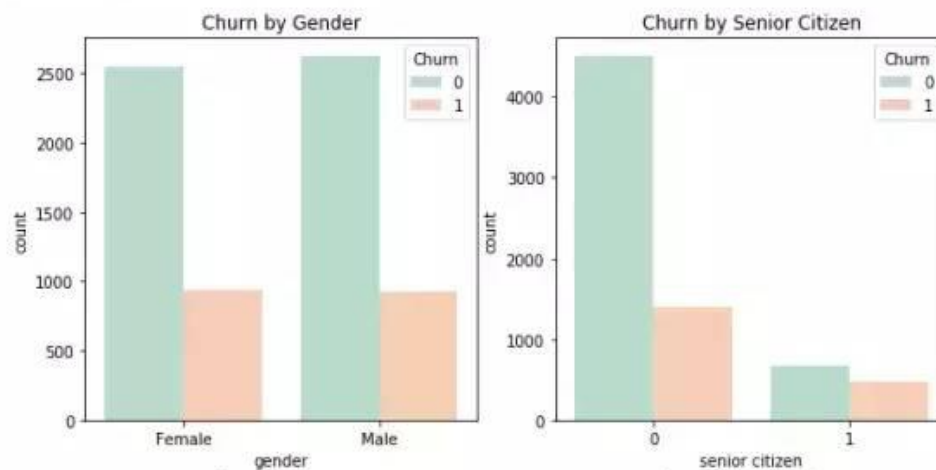 Churn by Gender
Churn
0
1
2500
2000
1500
1000
500
0
count
Female
Male
gender
Churn by Senior Citizen
Churn
0
1
4000
3000
2000
1000
0
count
0
1
senior citizen